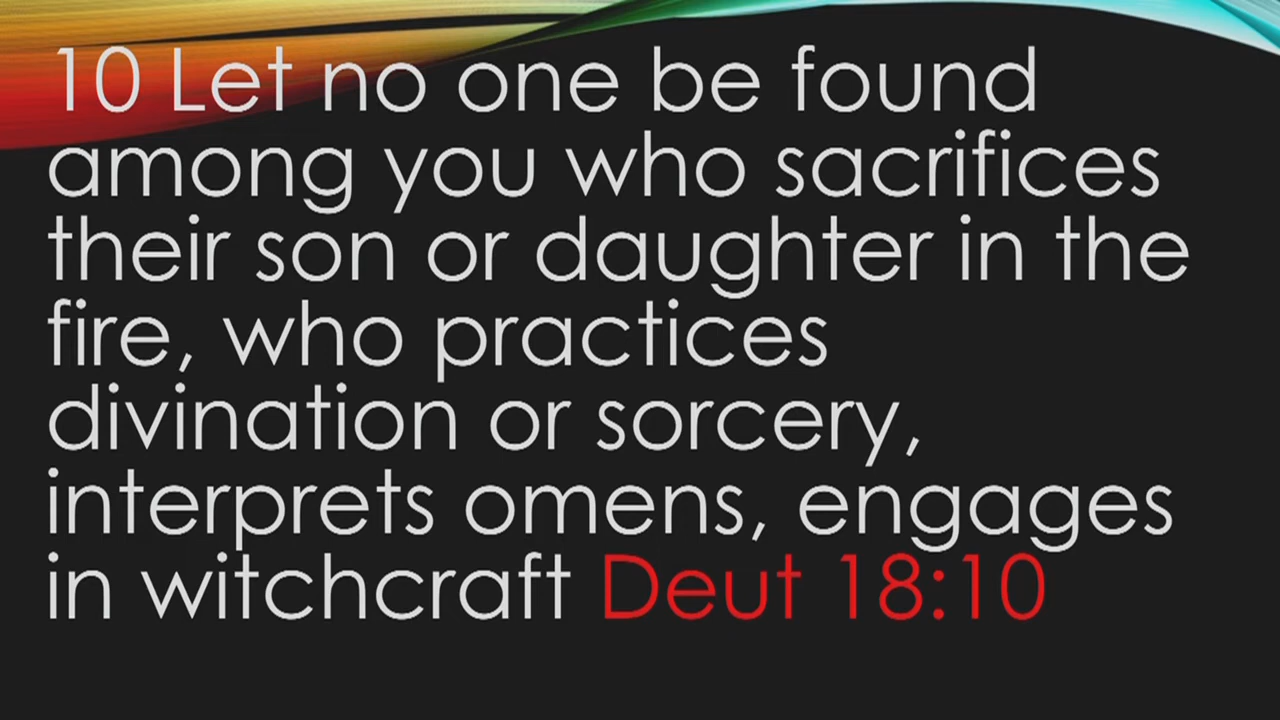 10 Let no one be found
among you who sacrifices
their son or daughter in the
fire, who practices
divination or sorcery,
interprets omens, engages
in witchcraft Deut 18:10